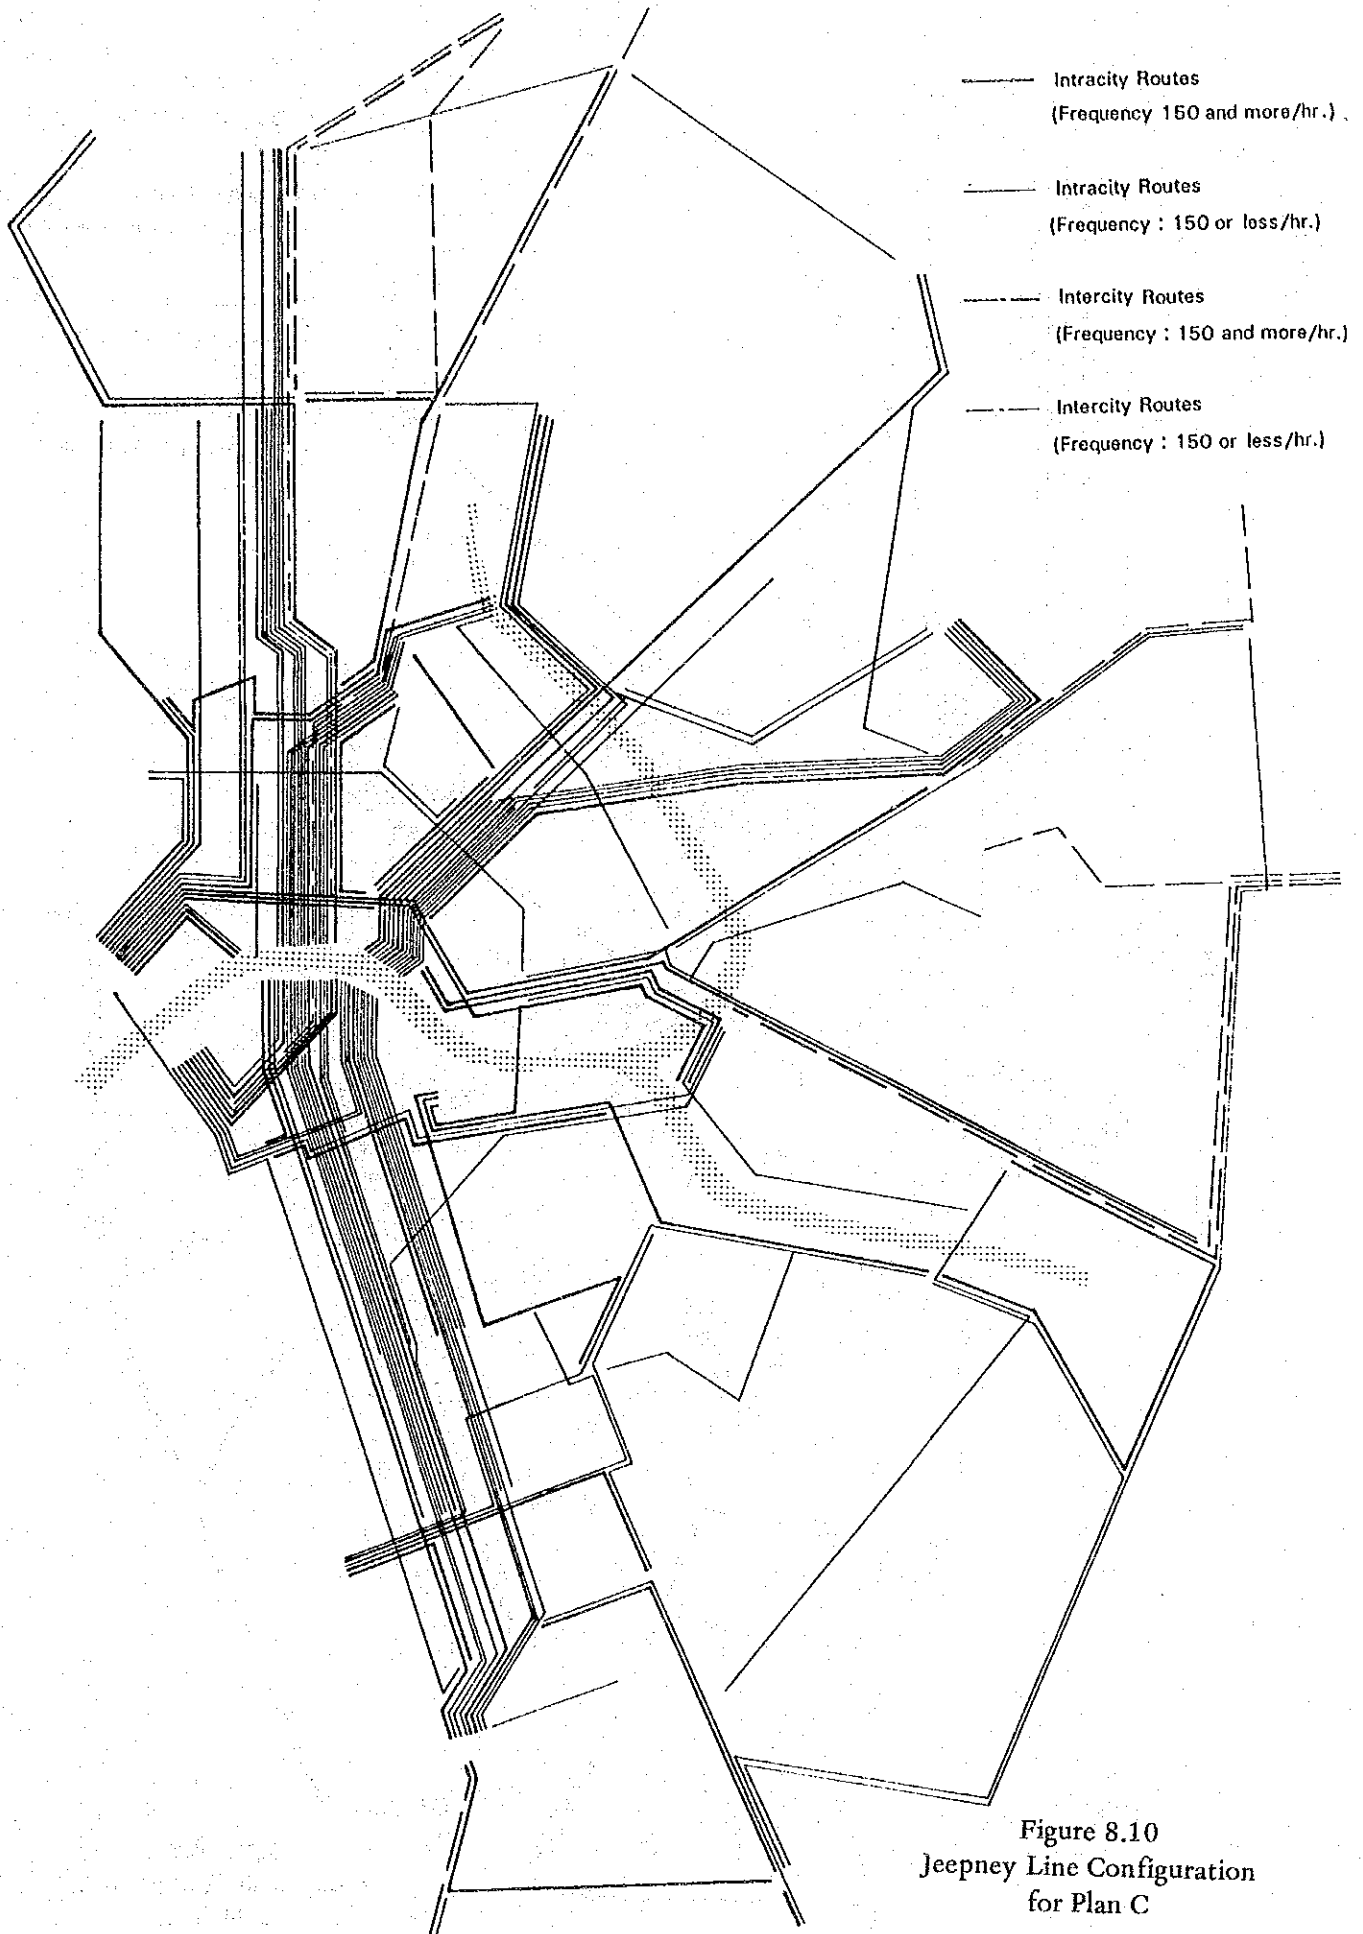 Intracity Routes
(Frequency 150 and more/hr.)
Intracity Routes
(Frequency : 150 or less/hr.)
Intercity Routes
(Frequency : 150 and more/hr.)
Intercity Routes
(Frequency : 150 or less/hr.)
Figure 8.10
Jeepney Line Configuration
for Plan C